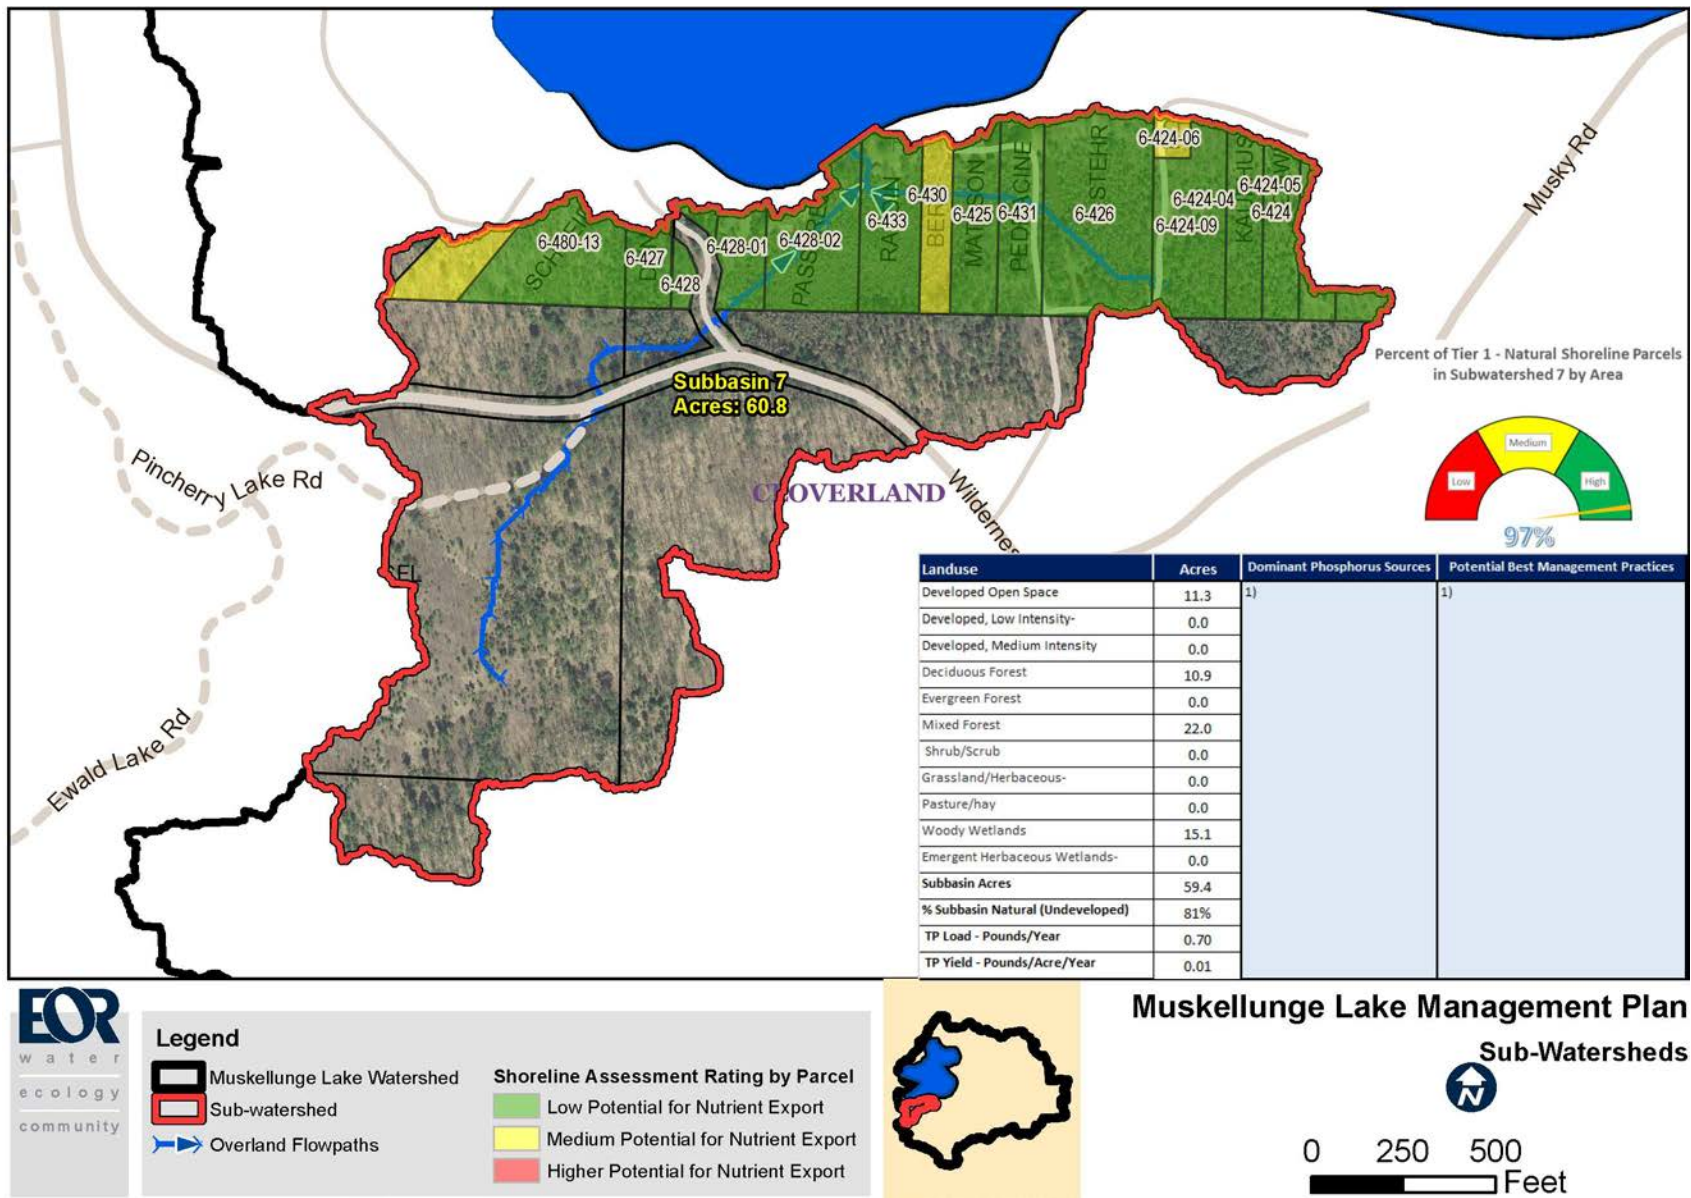 Musky Rd
6-424-06
6-480-13
6-427
6-428
6-428-01
6-428-02
6-433
6-430
6-425
6-431
6-426
6-424-04
6-424-09
6-424-05
6-424
MATSON
STEHR
Subbasin 7
Acres: 60.8
Pincherry Lake Rd
Ewald Lake Rd
CLOVERLAND
Percent of Tier 1 - Natural Shoreline Parcels
in Subwatershed 7 by Area
Low
Medium
High
97%
Landuse Acres Dominant Phosphorus Sources Potential Best Management Practices
Developed Open Space 11.3 1) 1)
Developed, Low Intensity- 0.0
Developed, Medium Intensity 0.0
Deciduous Forest 10.9
Evergreen Forest 0.0
Mixed Forest 22.0
Shrub/Scrub 0.0
Grassland/Herbaceous- 0.0
Pasture/hay 0.0
Woody Wetlands 15.1
Emergent Herbaceous Wetlands- 0.0
Subbasin Acres 59.4
% Subbasin Natural (Undeveloped) 81%
TP Load - Pounds/Year 0.70
TP Yield - Pounds/Acre/Year 0.01
EOR
water
ecology
community
Legend
Muskellunge Lake Watershed
Sub-watershed
Overland Flowpaths
Shoreline Assessment Rating by Parcel
Low Potential for Nutrient Export
Medium Potential for Nutrient Export
Higher Potential for Nutrient Export
Muskellunge Lake Management Plan
Sub-Watersheds
N
0 250 500
Feet